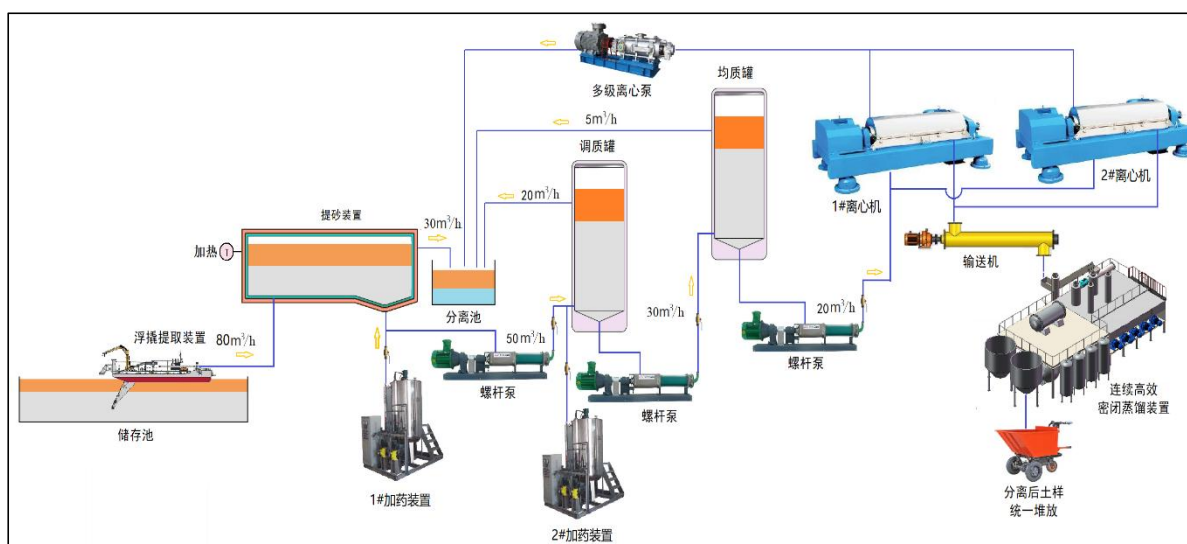 多级离心泵
均质罐
5m³/h
调质罐
20m³/h
1#离心机
2#离心机
提砂装置
30m³/h
加热
T
分离池
输送机
浮撬提取装置
80m³/h
50m³/h
螺杆泵
30m³/h
螺杆泵
20m³/h
螺杆泵
储存池
1#加药装置
2#加药装置
连续高效
密闭蒸馏装置
分离后土样
统一堆放